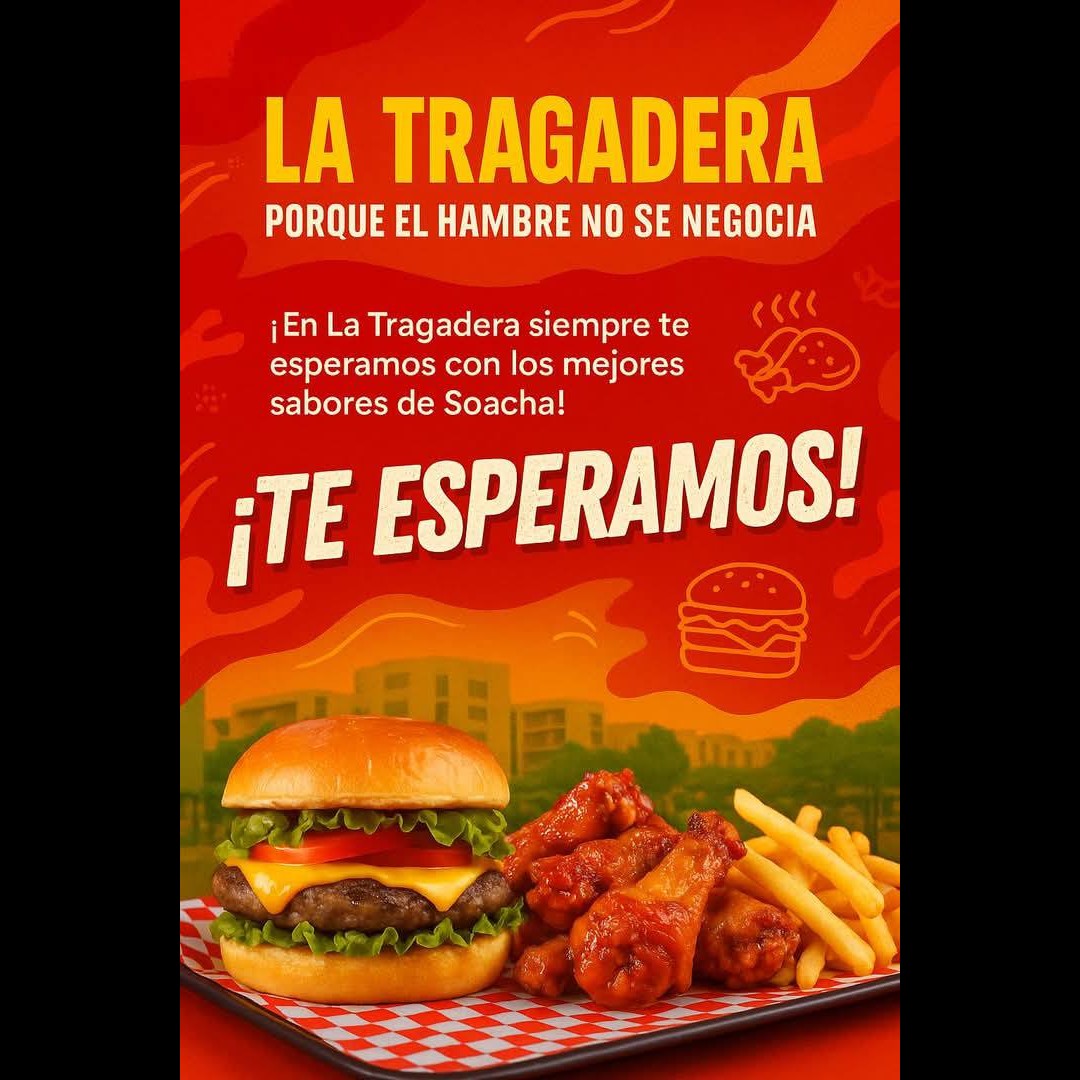 LA TRAGADERA
PORQUE EL HAMBRE NO SE NEGOCIA
¡En La Tragadera siempre te
esperamos con los mejores
sabores de Soacha!
¡TE ESPERAMOS!